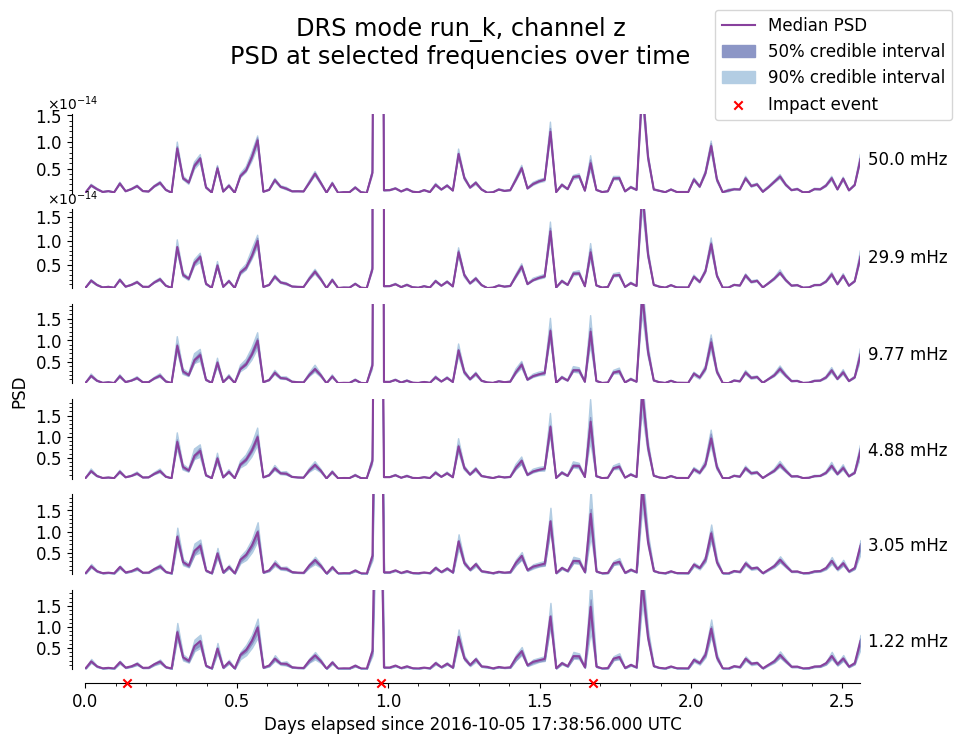 DRS mode run_k, channel z
PSD at selected frequencies over time
Median PSD
50% credible interval
90% credible interval
Impact event
×10⁻¹⁴
1.5
1.0
0.5
50.0 mHz
×10⁻¹⁴
1.5
1.0
0.5
29.9 mHz
1.5
1.0
0.5
9.77 mHz
PSD
1.5
1.0
0.5
4.88 mHz
1.5
1.0
0.5
3.05 mHz
1.5
1.0
0.5
1.22 mHz
0.0 0.5 1.0 1.5 2.0 2.5
Days elapsed since 2016-10-05 17:38:56.000 UTC